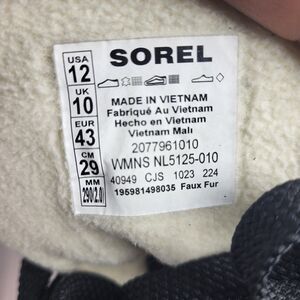 SOREL
USA
12
UK
10
EUR
43
CM
29
MM
290(2.0)
MADE IN VIETNAM
Fabriqué Au Vietnam
Hecho en Vietnam
Vietnam Malı
2077961010
WMNS NL5125-010
40949 CJS 1023 224
195981498035 Faux Fur